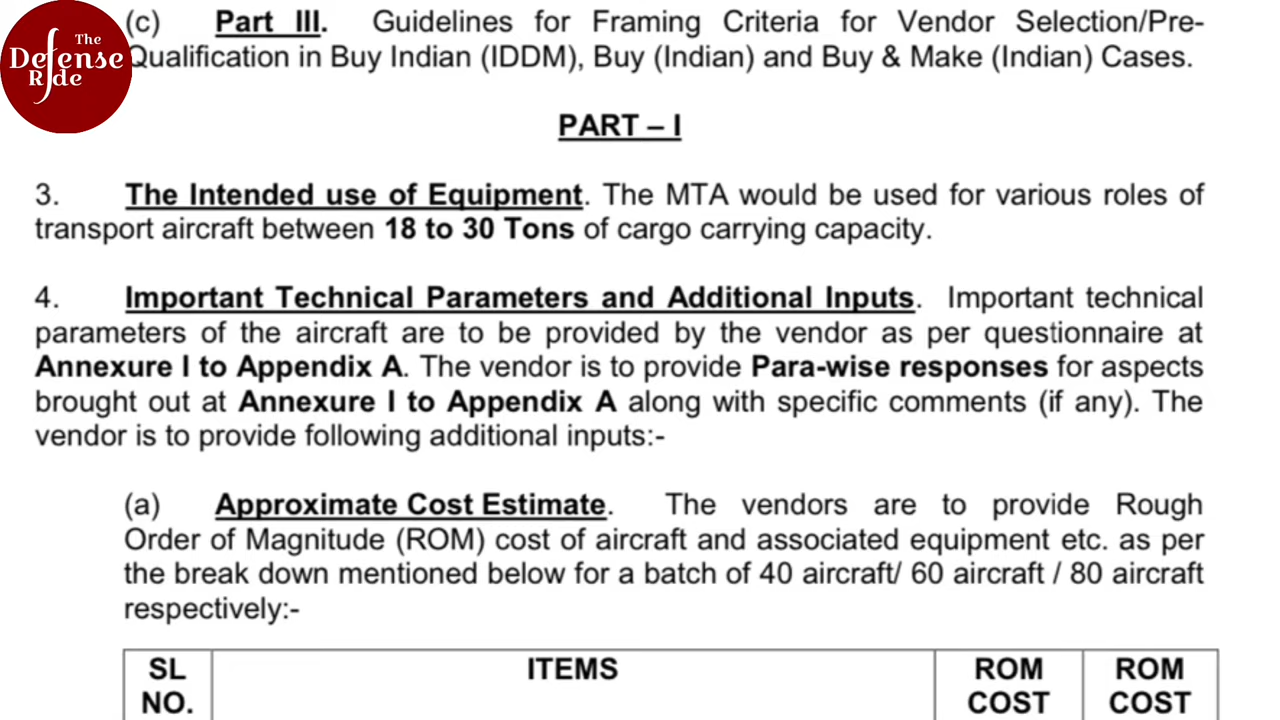 The
Defense
Ride
(c) Part III. Guidelines for Framing Criteria for Vendor Selection/Pre-
Qualification in Buy Indian (IDDM), Buy (Indian) and Buy & Make (Indian) Cases.
PART – I
3. The Intended use of Equipment. The MTA would be used for various roles of
transport aircraft between 18 to 30 Tons of cargo carrying capacity.
4. Important Technical Parameters and Additional Inputs. Important technical
parameters of the aircraft are to be provided by the vendor as per questionnaire at
Annexure I to Appendix A. The vendor is to provide Para-wise responses for aspects
brought out at Annexure I to Appendix A along with specific comments (if any). The
vendor is to provide following additional inputs:-
(a) Approximate Cost Estimate. The vendors are to provide Rough
Order of Magnitude (ROM) cost of aircraft and associated equipment etc. as per
the break down mentioned below for a batch of 40 aircraft/ 60 aircraft / 80 aircraft
respectively:-
SL ITEMS ROM ROM
NO. COST COST